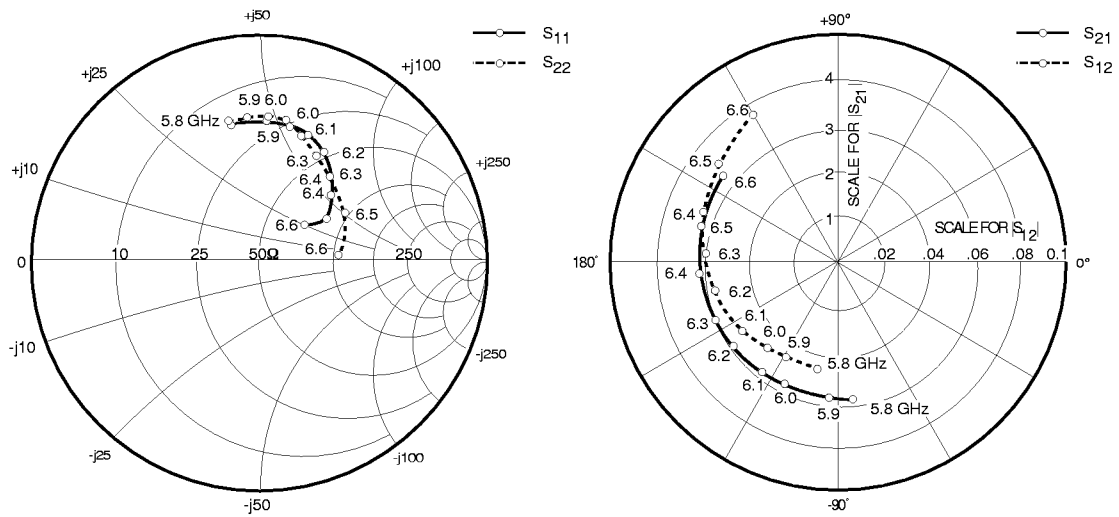 +j50
S11
S22
+j25
+j100
5.9 6.0
5.8 GHz
6.0
5.9
6.1
6.3
6.2
6.4
6.3
6.4
+j10
+j250
6.6
6.5
6.6
0
10
25
50Ω
250
-j10
-j250
-j25
-j100
-j50
+90°
S21
S12
4
6.6
3
SCALE FOR |S21|
6.5
2
6.6
6.4
1
6.5
SCALE FOR |S12|
6.3
180°
.02
.04
.06
.08
0.1
0°
6.4
6.2
6.1
6.3
6.0
5.9
6.2
5.8 GHz
6.1
6.0
5.9
5.8 GHz
-90°